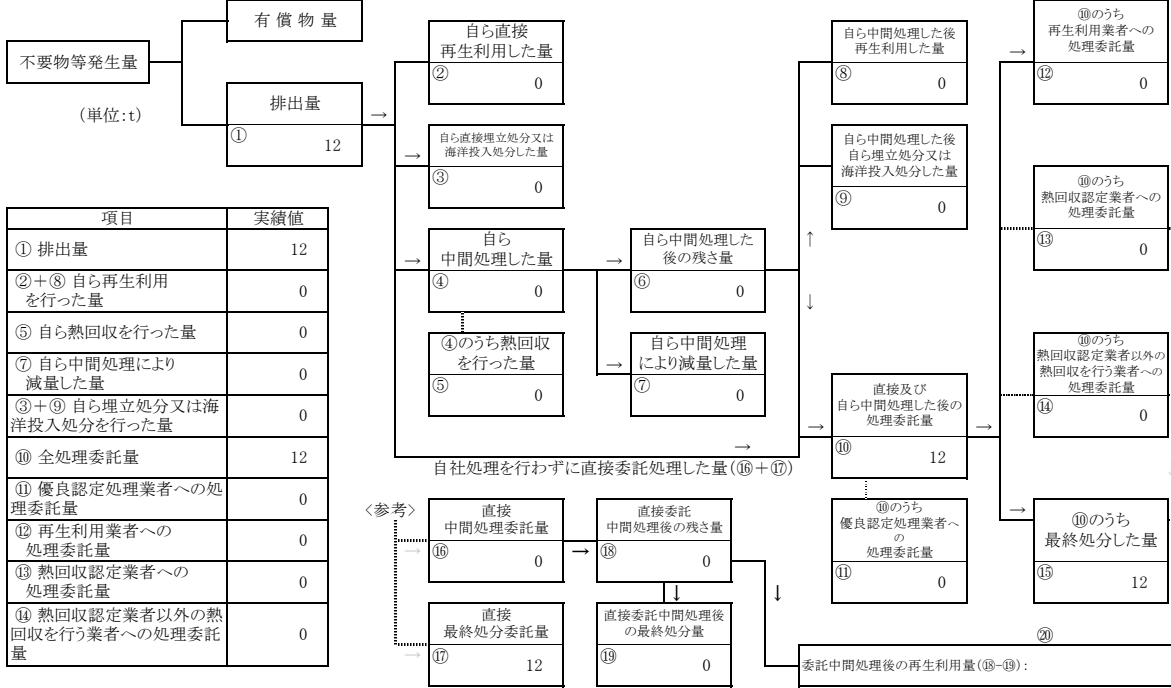 有 償 物 量
不要物等発生量
(単位:t)
排出量
①
12
→
自ら直接
再生利用した量
②
0
→
自ら直接埋立処分又は
海洋投入処分した量
③
0
→
自ら
中間処理した量
④
0
④のうち熱回収
を行った量
⑤
0
→
自ら中間処理した
後の残さ量
⑥
0
→
自ら中間処理
により減量した量
⑦
0
自ら中間処理した後
再生利用した量
⑧
0
自ら中間処理した後
自ら埋立処分又は
海洋投入処分した量
⑨
0
↑
↓
→
自社処理を行わずに直接委託処理した量(⑯+⑰)
→
直接及び
自ら中間処理した後の
処理委託量
⑩
12
→
⑩のうち
優良認定処理業者へ
の
処理委託量
⑪
0
→
⑩のうち
再生利用業者への
処理委託量
⑫
0
⑩のうち
熱回収認定業者への
処理委託量
⑬
0
⑩のうち
熱回収認定業者以外の
熱回収を行う業者への
処理委託量
⑭
0
→
⑩のうち
最終処分した量
⑮
12
項目 実績値
① 排出量 12
②+⑧ 自ら再生利用
を行った量 0
⑤ 自ら熱回収を行った量 0
⑦ 自ら中間処理により
減量した量 0
③+⑨ 自ら埋立処分又は海
洋投入処分を行った量 0
⑩ 全処理委託量 12
⑪ 優良認定処理業者への処
理委託量 0
⑫ 再生利用業者への
処理委託量 0
⑬ 熱回収認定業者への
処理委託量 0
⑭ 熱回収認定業者以外の熱
回収を行う業者への処理委託
量 0
〈参考〉
→
直接
中間処理委託量
⑯
0
→
直接委託
中間処理後の残さ量
⑱
0
→
直接
最終処分委託量
⑰
12
↓
直接委託中間処理後
の最終処分量
⑲
0
↓
⑳
委託中間処理後の再生利用量(⑱-⑲):